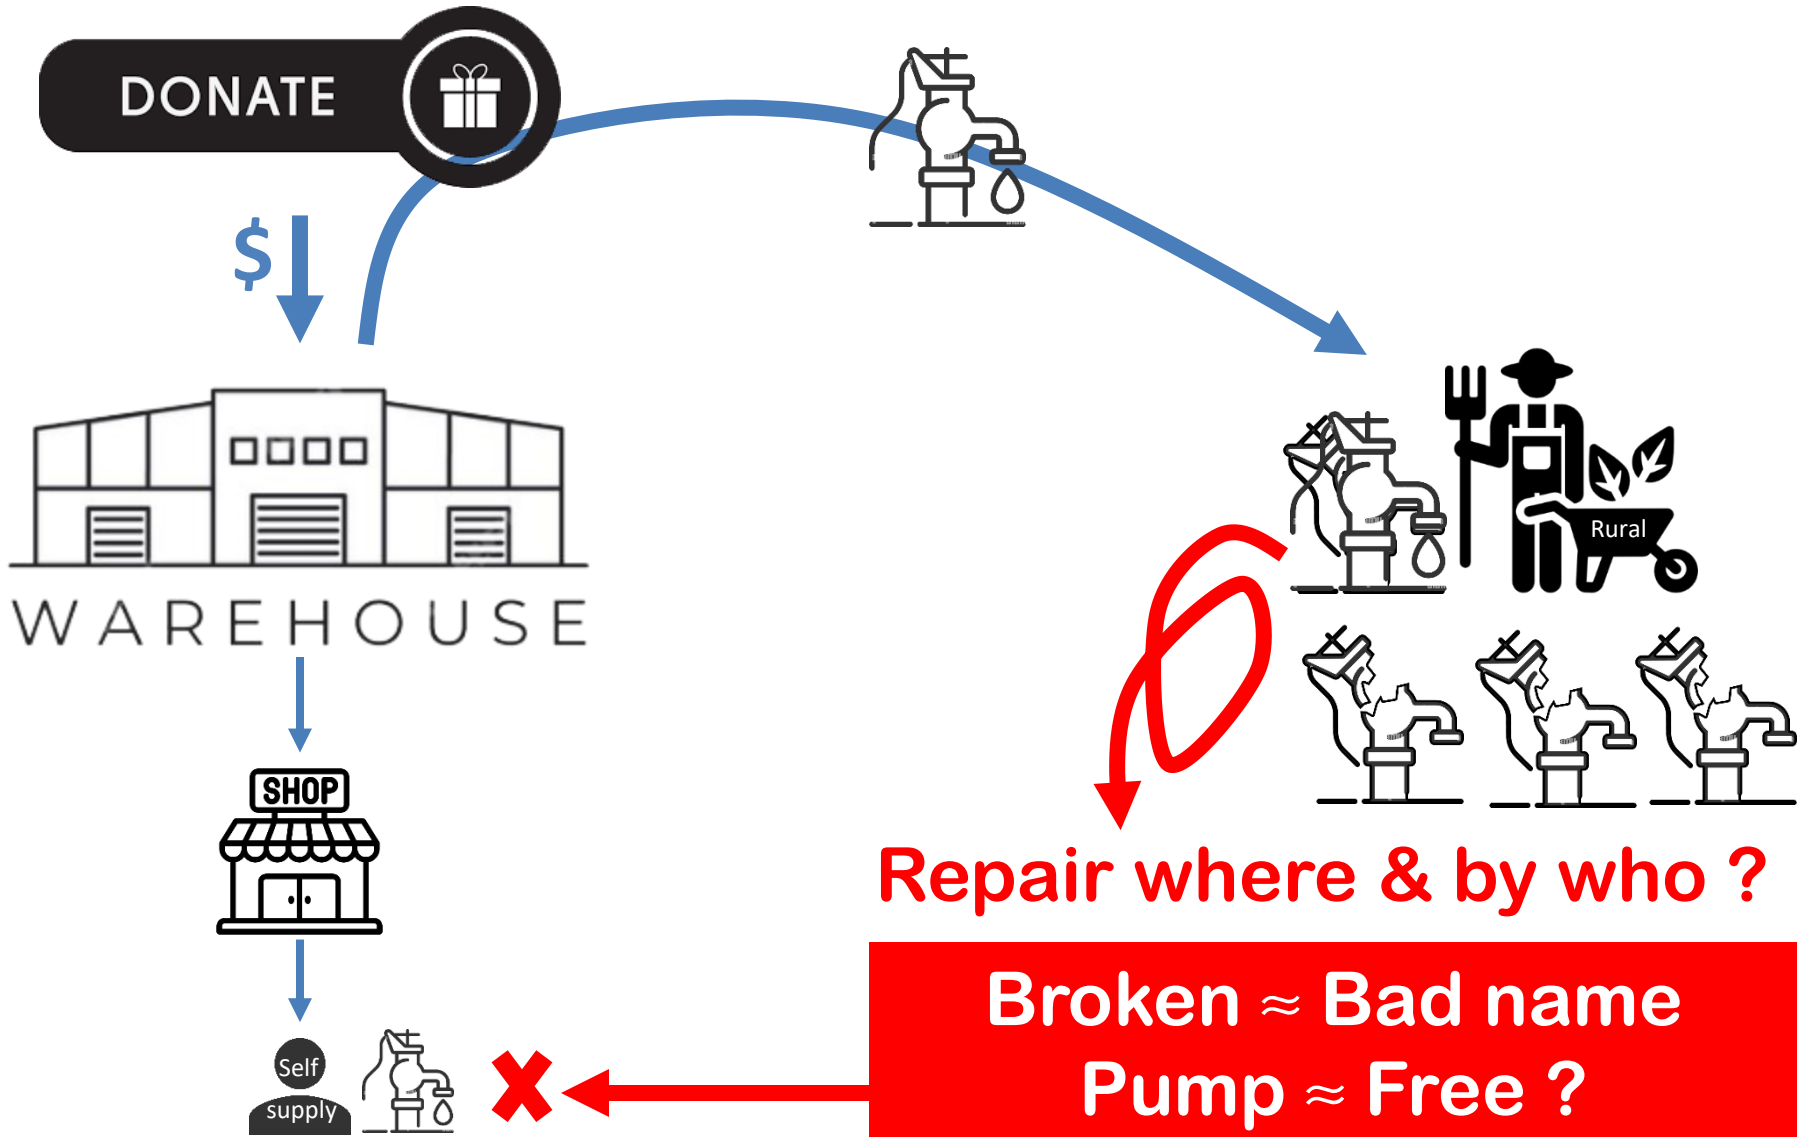 DONATE
$
WAREHOUSE
Rural
SHOP
Repair where & by who ?
Broken ≈ Bad name
Pump ≈ Free ?
Self
supply